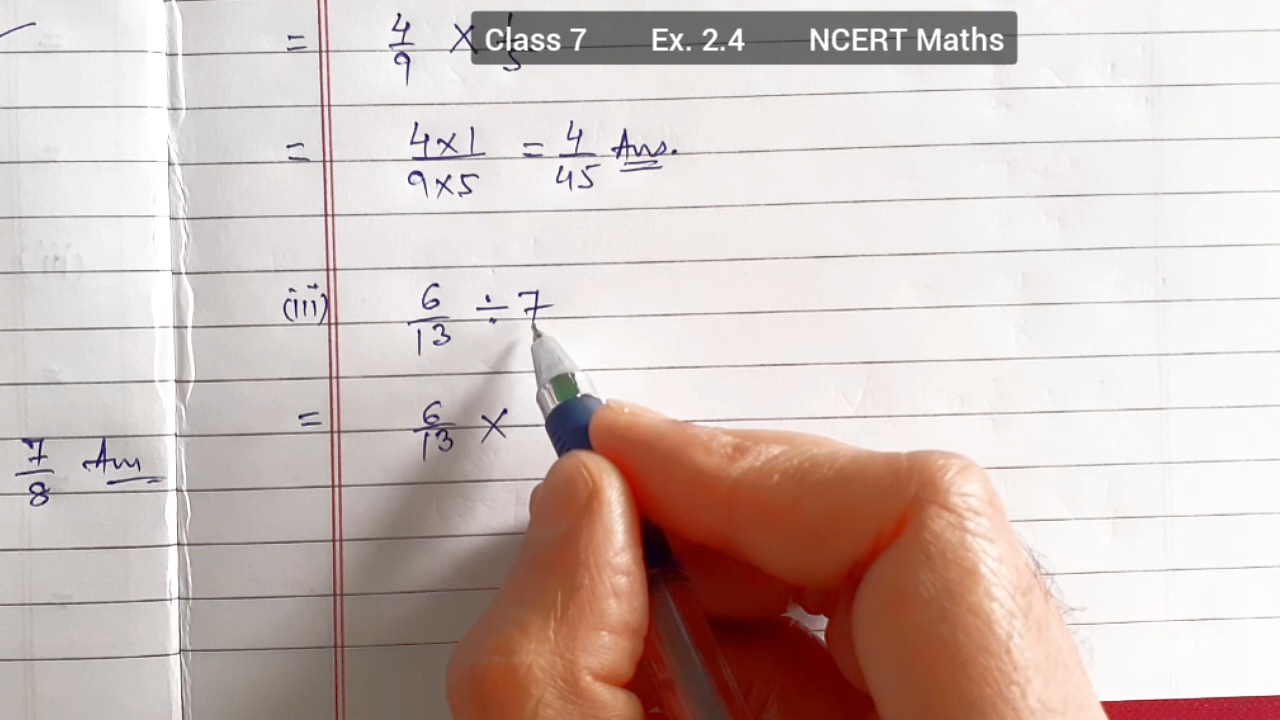 Class 7 Ex. 2.4 NCERT Maths
= 4/9 ×
= 4×1/9×5 = 4/45 Ans.
(iii) 6/13 ÷ 7
= 6/13 ×
7/8 Am